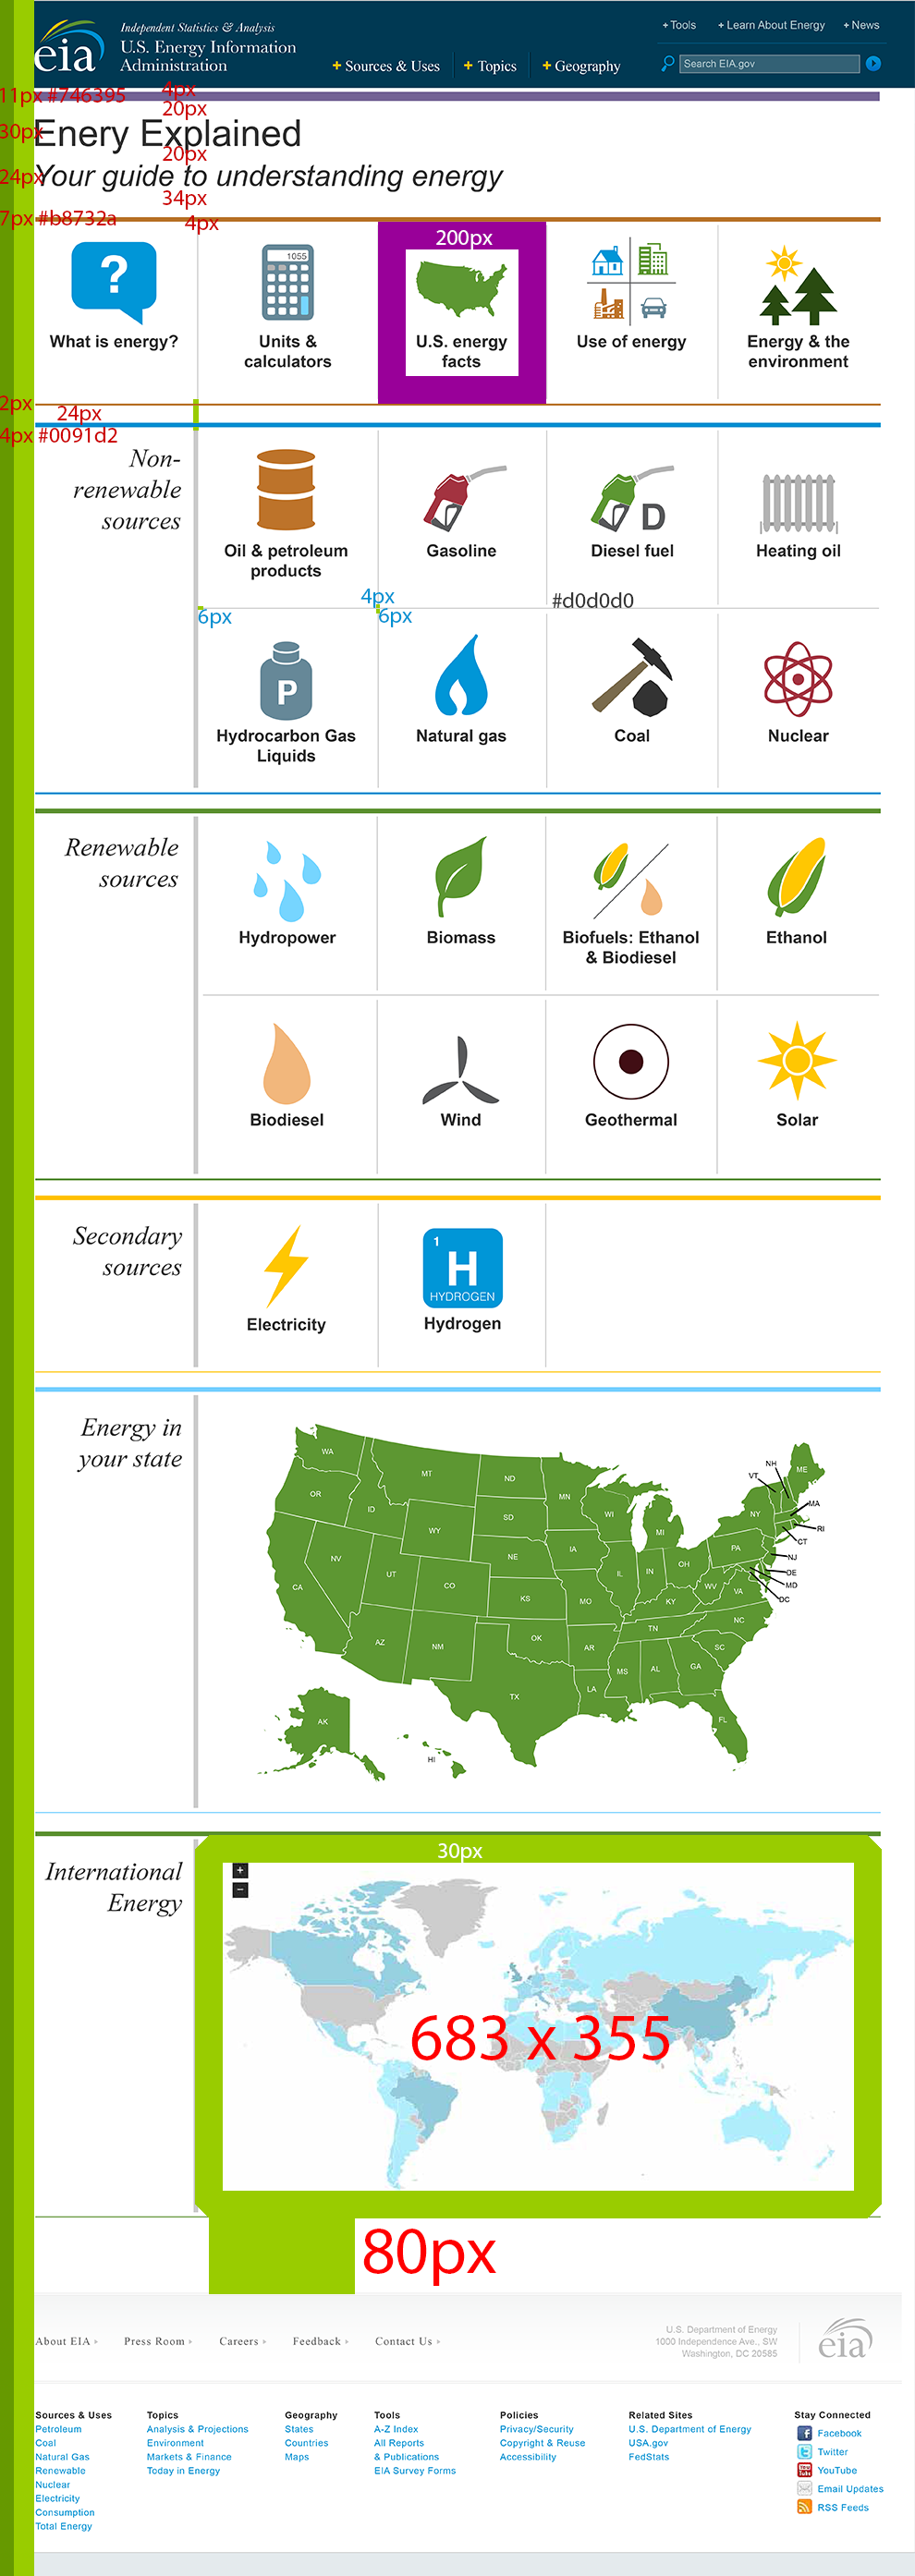 eia
Independent Statistics & Analysis
U.S. Energy Information
Administration
+ Tools
+ Learn About Energy
+ News
+ Sources & Uses
+ Topics
+ Geography
Search EIA.gov
11px #746395
4px
20px
30px
Enery Explained
20px
24px
Your guide to understanding energy
34px
7px #b8732a
4px
200px
?
1055
What is energy?
Units &
calculators
U.S. energy
facts
Use of energy
Energy & the
environment
2px
24px
4px #0091d2
Non-
renewable
sources
D
Oil & petroleum
products
Gasoline
Diesel fuel
Heating oil
4px
#d0d0d0
6px
6px
P
Hydrocarbon Gas
Liquids
Natural gas
Coal
Nuclear
Renewable
sources
Hydropower
Biomass
Biofuels: Ethanol
& Biodiesel
Ethanol
Biodiesel
Wind
Geothermal
Solar
Secondary
sources
1
H
HYDROGEN
Electricity
Hydrogen
Energy in
your state
WA
OR
ID
MT
ND
MN
SD
WY
WI
MI
NY
VT
NH
ME
MA
RI
CT
NJ
DE
MD
DC
PA
NV
UT
CA
CO
NE
IA
IL
IN
OH
WV
VA
KS
MO
KY
NC
TN
AZ
NM
OK
AR
SC
MS
AL
GA
LA
TX
FL
AK
HI
International
Energy
30px
+
−
683 x 355
80px
About EIA
Press Room
Careers
Feedback
Contact Us
U.S. Department of Energy
1000 Independence Ave., SW
Washington, DC 20585
eia
Sources & Uses
Petroleum
Coal
Natural Gas
Renewable
Nuclear
Electricity
Consumption
Total Energy
Topics
Analysis & Projections
Environment
Markets & Finance
Today in Energy
Geography
States
Countries
Maps
Tools
A-Z Index
All Reports
& Publications
EIA Survey Forms
Policies
Privacy/Security
Copyright & Reuse
Accessibility
Related Sites
U.S. Department of Energy
USA.gov
FedStats
Stay Connected
Facebook
Twitter
YouTube
Email Updates
RSS Feeds